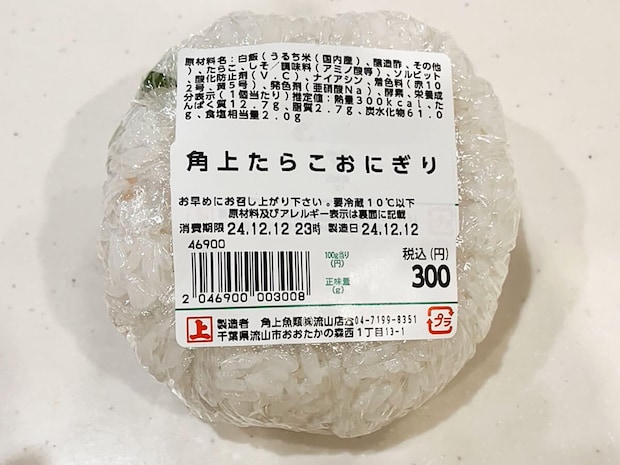 原材料名:白飯(うるち米(国内産)、醸造酢、その他
)、たらこ、しそ/調味料(アミノ酸等)、ソルビット
、酸化防止剤(V.C)、ナイアシン、着色料(赤10
2、黄5号)、発色剤(亜硝酸Na)、酵素、栄養成
分表示(1個当たり)推定値:熱量300kcal、た
んぱく質12.7g、脂質2.7g、炭水化物61.0
g、食塩相当量2.0g
角上たらこおにぎり
お早めにお召し上がり下さい。要冷蔵10℃以下
原材料及びアレルギー表示は裏面に記載
消費期限 24.12.12 23時 製造日 24.12.12
46900
100g当り(円)
税込(円)
正味量(g)
300
2 046900 003008
上 製造者 角上魚類㈱流山店☎04-7199-8351
千葉県流山市おおたかの森西1丁目13-1
プラ